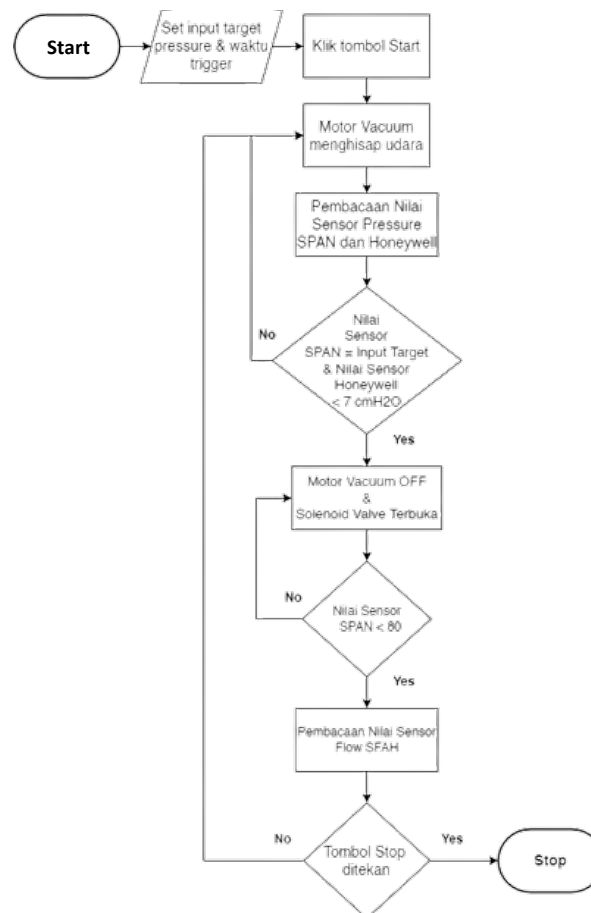 Start
Set input target
pressure & waktu
trigger
Klik tombol Start
Motor Vacuum
menghisap udara
Pembacaan Nilai
Sensor Pressure
SPAN dan Honeywell
No
Nilai
Sensor
SPAN = Input Target
& Nilai Sensor
Honeywell
< 7 cmH2O
Yes
Motor Vacuum OFF
&
Solenoid Valve Terbuka
No
Nilai Sensor
SPAN < 80
Yes
Pembacaan Nilai Sensor
Flow SFAH
No
Tombol Stop
ditekan
Yes
Stop